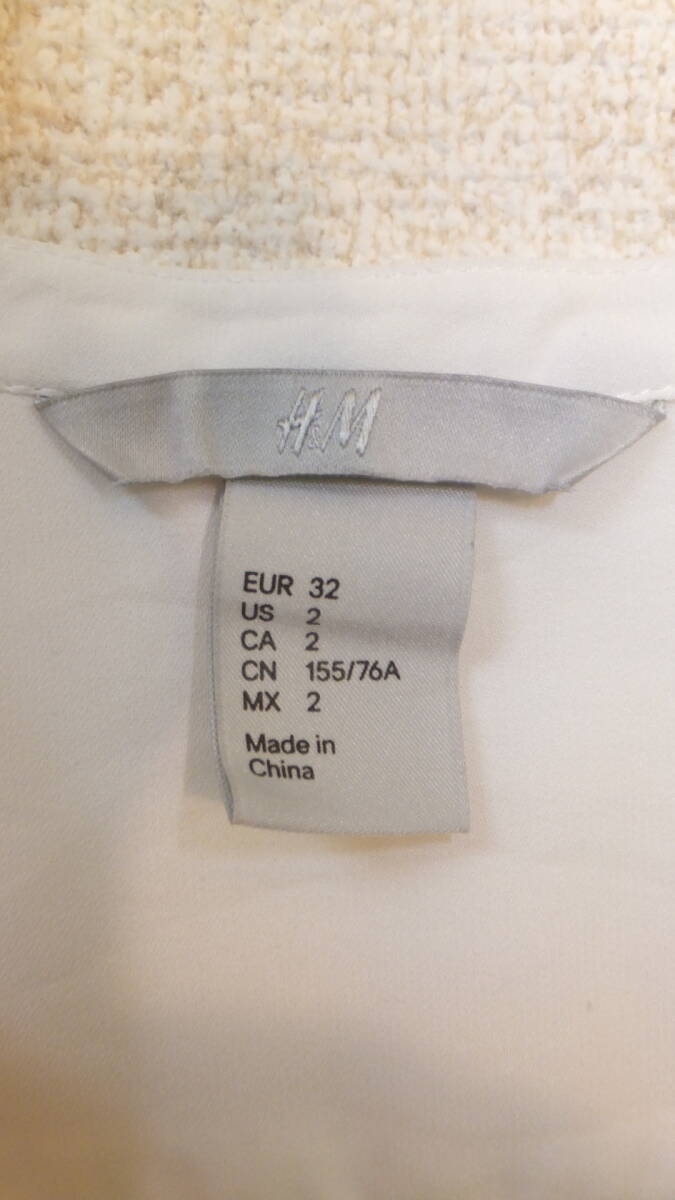 H&M
EUR 32
US 2
CA 2
CN 155/76A
MX 2
Made in
China